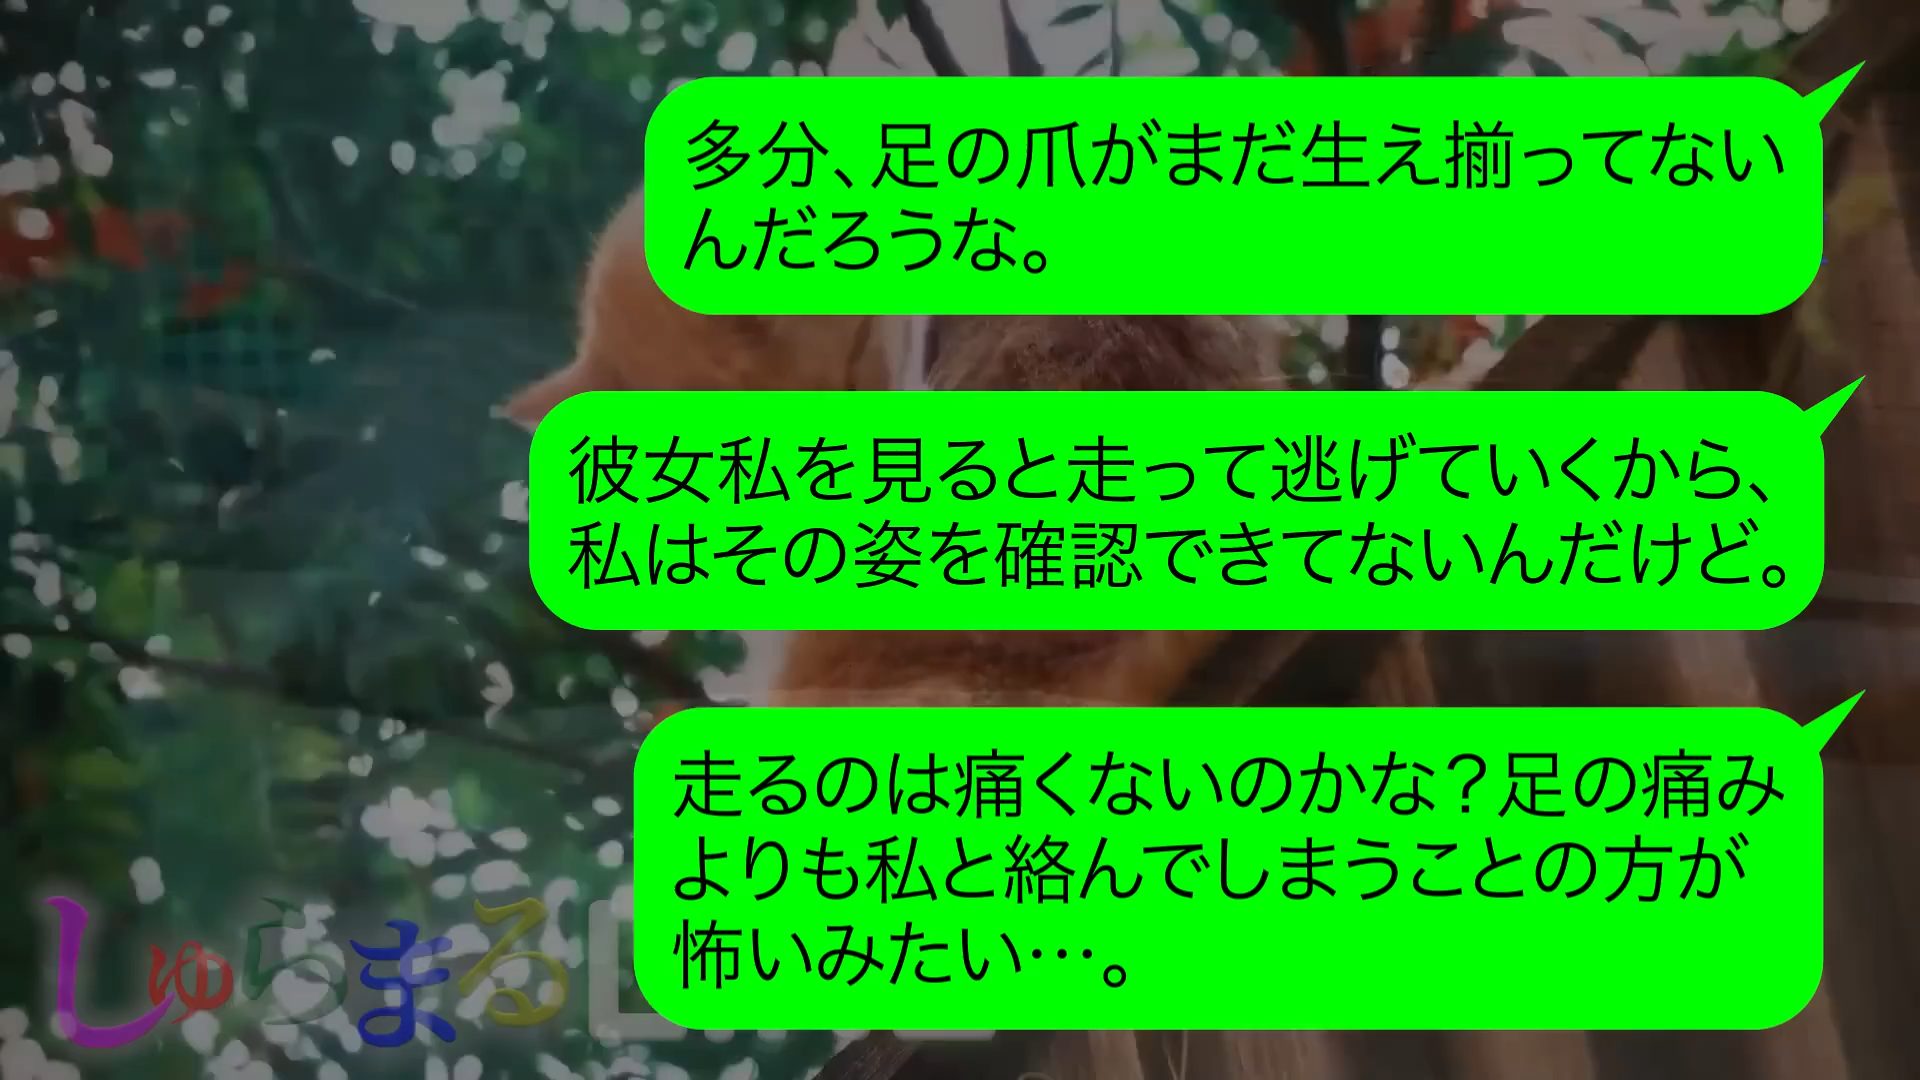 多分、足の爪がまだ生え揃ってない
んだろうな。
彼女私を見ると走って逃げていくから、
私はその姿を確認できてないんだけど。
走るのは痛くないのかな？足の痛み
よりも私と絡んでしまうことの方が
怖いみたい…。
しゅらまる